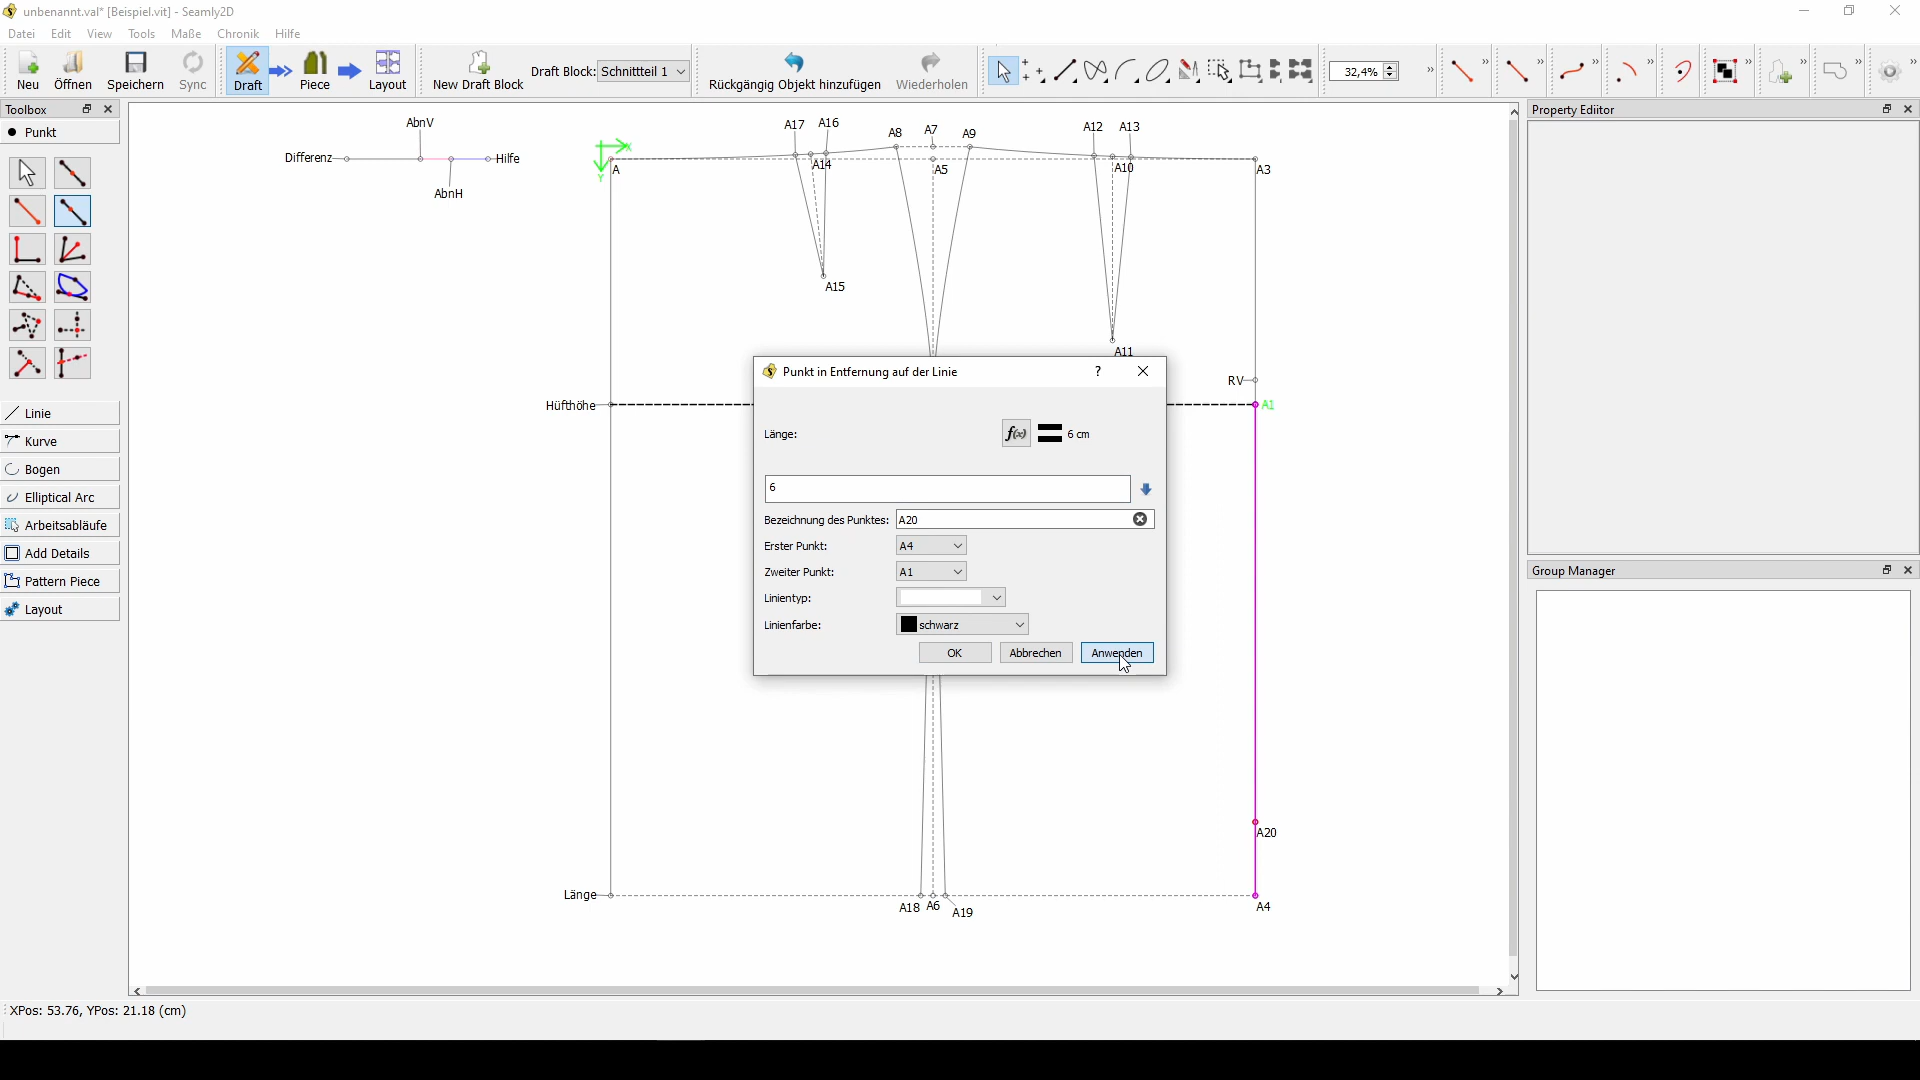 unbenannt.val* [Beispiel.vit] - Seamly2D
Datei Edit View Tools Maße Chronik Hilfe
Neu Öffnen Speichern Sync Draft Piece Layout New Draft Block Draft Block: Schnittteil 1 Rückgängig Objekt hinzufügen Wiederholen 32,4%
Toolbox
Punkt
Linie
Kurve
Bogen
Elliptical Arc
Arbeitsabläufe
Add Details
Pattern Piece
Layout
AbnV
Differenz Hilfe
AbnH
A17 A16 A8 A7 A9 A12 A13
X
Y A A14 A5 A10 A3
A15
A11
RV
Hüfthöhe A1
Punkt in Entfernung auf der Linie ?
Länge: f(x) 6 cm
6
Bezeichnung des Punktes: A20
Erster Punkt: A4
Zweiter Punkt: A1
Linientyp:
Linienfarbe: schwarz
OK Abbrechen Anwenden
A20
Länge
A18 A6 A19 A4
Property Editor
Group Manager
XPos: 53.76, YPos: 21.18 (cm)